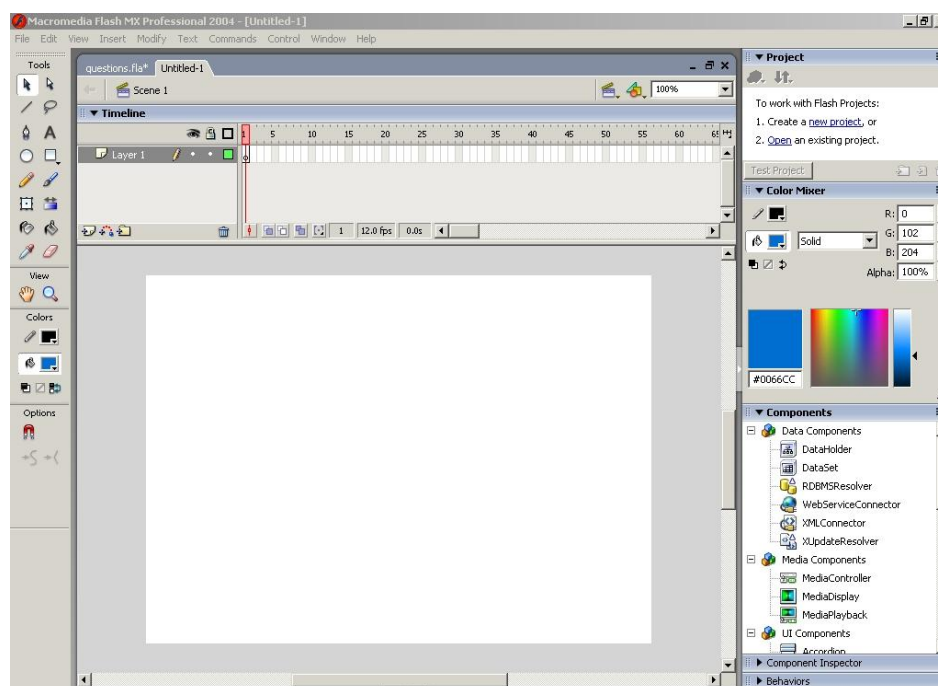 Macromedia Flash MX Professional 2004 - [Untitled-1]
File Edit View Insert Modify Text Commands Control Window Help
Tools
View
Colors
Options
questions.fla* Untitled-1
Scene 1
100%
Timeline
1 5 10 15 20 25 30 35 40 45 50 55 60 65
Layer 1
1 12.0 fps 0.0s
Project
To work with Flash Projects:
1. Create a new project, or
2. Open an existing project.
Test Project
Color Mixer
R: 0
Solid
G: 102
B: 204
Alpha: 100%
#0066CC
Components
Data Components
DataHolder
DataSet
RDBMSResolver
WebServiceConnector
XMLConnector
XUpdateResolver
Media Components
MediaController
MediaDisplay
MediaPlayback
UI Components
Accordion
Component Inspector
Behaviors